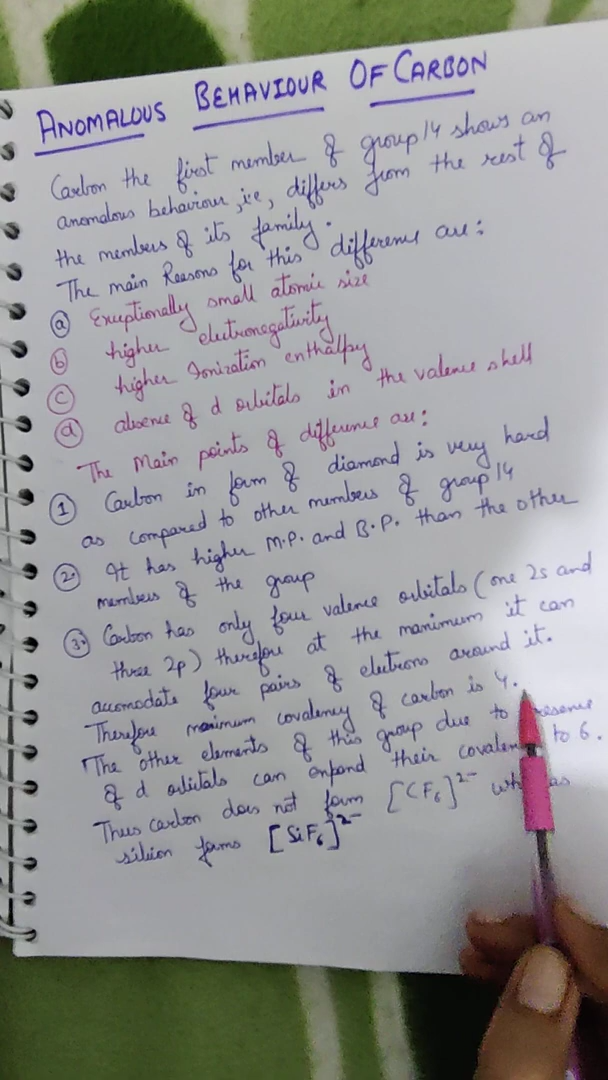 ANOMALOUS BEHAVIOUR OF CARBON
Carbon the first member of group 14 shows an
anomalous behaviour, i.e, differs from the rest of
the members of its family.
The main Reasons for this difference are:
(a) Exceptionally small atomic size
(b) higher electronegativity
(c) higher Ionization enthalpy
(d) absence of d orbitals in the valence shell
The Main points of difference are:
(1) Carbon in form of diamond is very hard
as compared to other members of group 14
(2.) It has higher M.P. and B.P. than the other
members of the group
(3.) Carbon has only four valence orbitals (one 2s and
three 2p) therefore at the maximum it can
accomodate four pairs of electrons around it.
Therefore maximum covalency of carbon is 4.
The other elements of this group due to
of d orbitals can expand their to 6.
Thus carbon does not form [CF₆]²⁻
silicon forms [SiF₆]²⁻